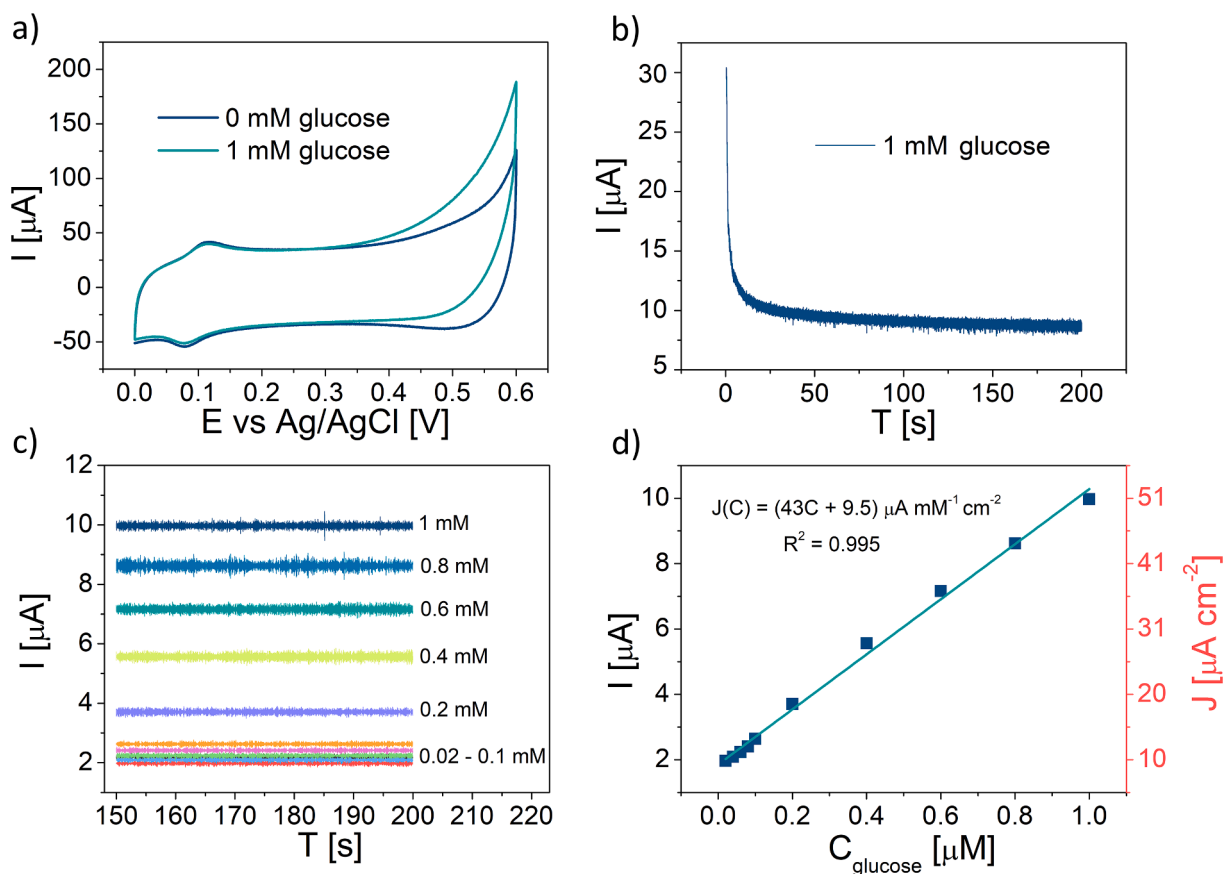 a)
200
150
100
50
0
-50
I [μA]
0 mM glucose
1 mM glucose
0.0 0.1 0.2 0.3 0.4 0.5 0.6
E vs Ag/AgCl [V]
b)
30
25
20
15
10
5
I [μA]
1 mM glucose
0 50 100 150 200
T [s]
c)
12
10
8
6
4
2
I [μA]
1 mM
0.8 mM
0.6 mM
0.4 mM
0.2 mM
0.02 - 0.1 mM
150 160 170 180 190 200 210 220
T [s]
d)
10
8
6
4
2
I [μA]
J(C) = (43C + 9.5) μA mM⁻¹ cm⁻²
R² = 0.995
51
41
31
20
10
J [μA cm⁻²]
0.0 0.2 0.4 0.6 0.8 1.0
C glucose [μM]